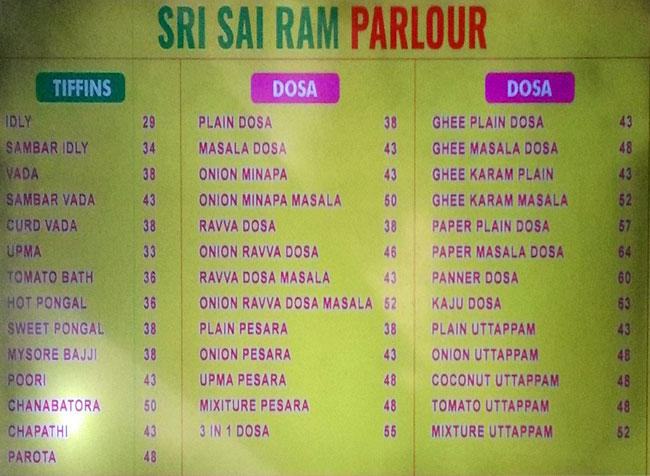 SRI SAI RAM PARLOUR
TIFFINS
IDLY 29
SAMBAR IDLY 34
VADA 38
SAMBAR VADA 43
CURD VADA 38
UPMA 33
TOMATO BATH 36
HOT PONGAL 36
SWEET PONGAL 38
MYSORE BAJJI 38
POORI 43
CHANABATORA 50
CHAPATHI 43
PAROTA 48
DOSA
PLAIN DOSA 38
MASALA DOSA 43
ONION MINAPA 43
ONION MINAPA MASALA 50
RAVVA DOSA 38
ONION RAVVA DOSA 46
RAVVA DOSA MASALA 43
ONION RAVVA DOSA MASALA 52
PLAIN PESARA 38
ONION PESARA 43
UPMA PESARA 48
MIXITURE PESARA 48
3 IN 1 DOSA 55
DOSA
GHEE PLAIN DOSA 43
GHEE MASALA DOSA 48
GHEE KARAM PLAIN 43
GHEE KARAM MASALA 52
PAPER PLAIN DOSA 57
PAPER MASALA DOSA 64
PANNER DOSA 60
KAJU DOSA 63
PLAIN UTTAPPAM 43
ONION UTTAPPAM 48
COCONUT UTTAPPAM 48
TOMATO UTTAPPAM 48
MIXTURE UTTAPPAM 52